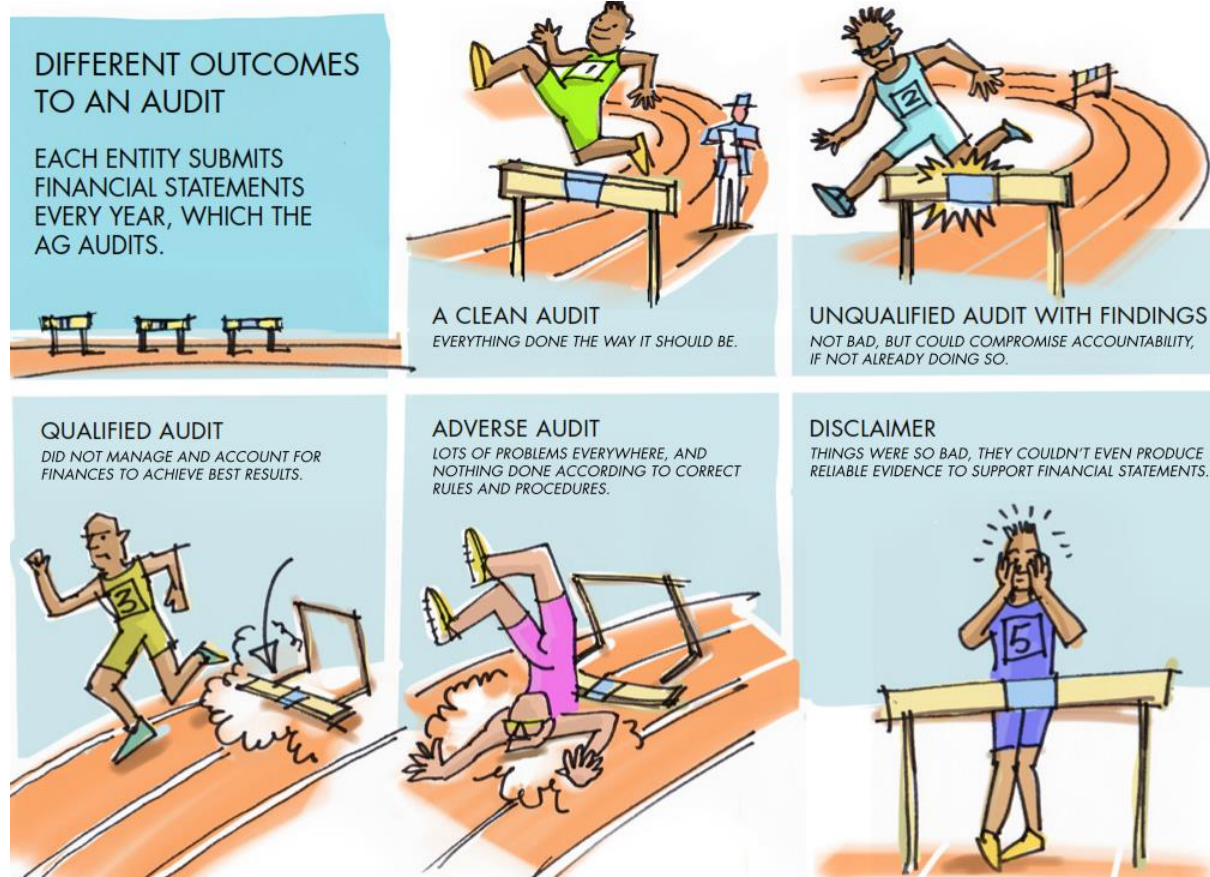 DIFFERENT OUTCOMES
TO AN AUDIT
EACH ENTITY SUBMITS
FINANCIAL STATEMENTS
EVERY YEAR, WHICH THE
AG AUDITS.
1
A CLEAN AUDIT
EVERYTHING DONE THE WAY IT SHOULD BE.
2
UNQUALIFIED AUDIT WITH FINDINGS
NOT BAD, BUT COULD COMPROMISE ACCOUNTABILITY,
IF NOT ALREADY DOING SO.
QUALIFIED AUDIT
DID NOT MANAGE AND ACCOUNT FOR
FINANCES TO ACHIEVE BEST RESULTS.
3
ADVERSE AUDIT
LOTS OF PROBLEMS EVERYWHERE, AND
NOTHING DONE ACCORDING TO CORRECT
RULES AND PROCEDURES.
DISCLAIMER
THINGS WERE SO BAD, THEY COULDN'T EVEN PRODUCE
RELIABLE EVIDENCE TO SUPPORT FINANCIAL STATEMENTS.
5